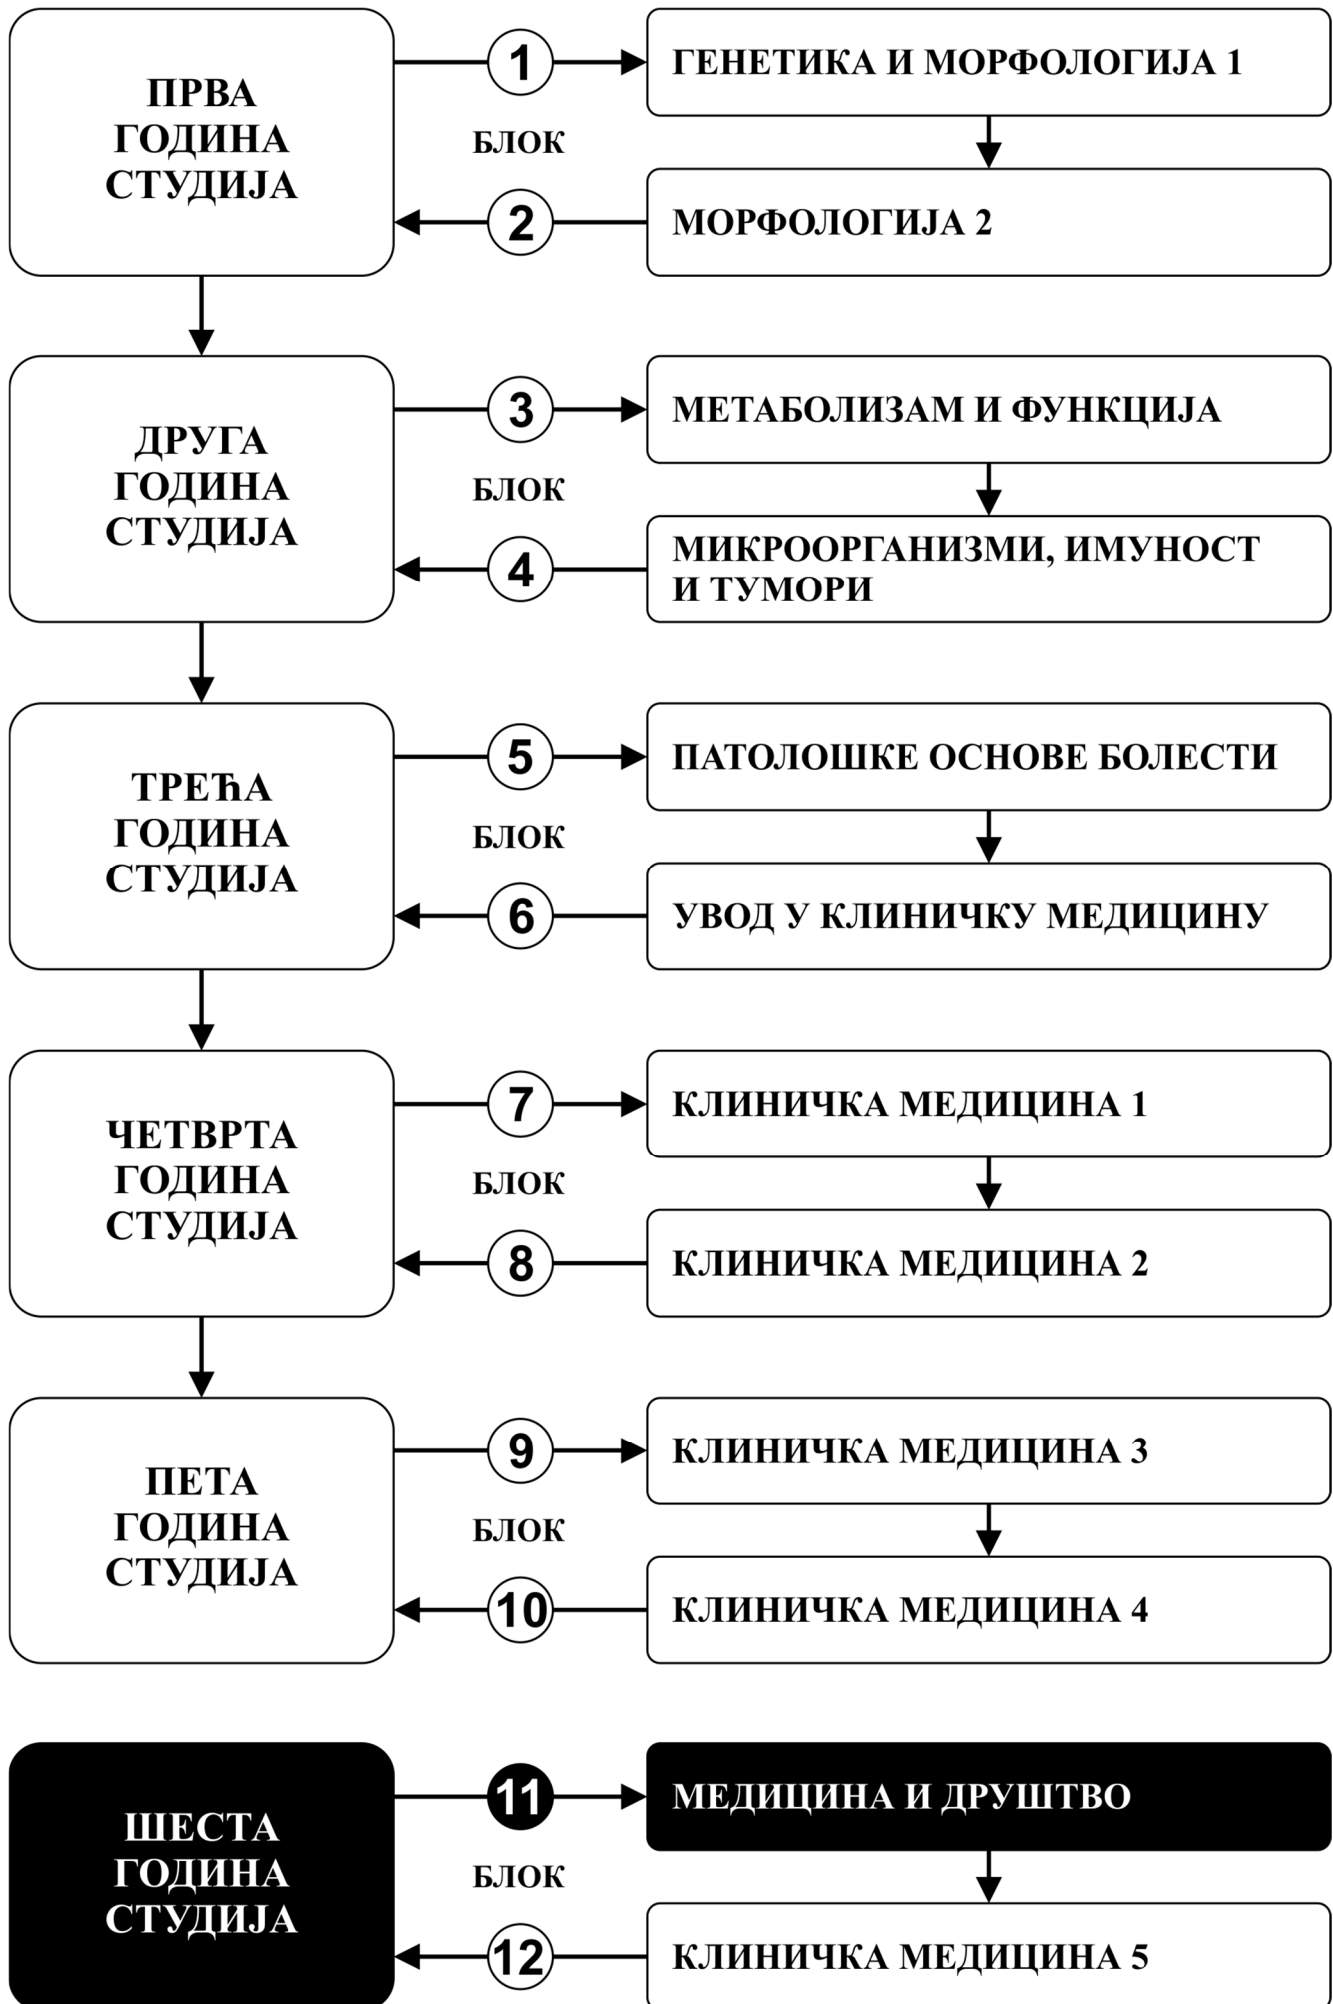 ПРВА
ГОДИНА
СТУДИЈА
1
ГЕНЕТИКА И МОРФОЛОГИЈА 1
БЛОК
2
МОРФОЛОГИЈА 2
ДРУГА
ГОДИНА
СТУДИЈА
3
МЕТАБОЛИЗАМ И ФУНКЦИЈА
БЛОК
4
МИКРООРГАНИЗМИ, ИМУНОСТ
И ТУМОРИ
ТРЕЋА
ГОДИНА
СТУДИЈА
5
ПАТОЛОШКЕ ОСНОВЕ БОЛЕСТИ
БЛОК
6
УВОД У КЛИНИЧКУ МЕДИЦИНУ
ЧЕТВРТА
ГОДИНА
СТУДИЈА
7
КЛИНИЧКА МЕДИЦИНА 1
БЛОК
8
КЛИНИЧКА МЕДИЦИНА 2
ПЕТА
ГОДИНА
СТУДИЈА
9
КЛИНИЧКА МЕДИЦИНА 3
БЛОК
10
КЛИНИЧКА МЕДИЦИНА 4
ШЕСТА
ГОДИНА
СТУДИЈА
11
МЕДИЦИНА И ДРУШТВО
БЛОК
12
КЛИНИЧКА МЕДИЦИНА 5